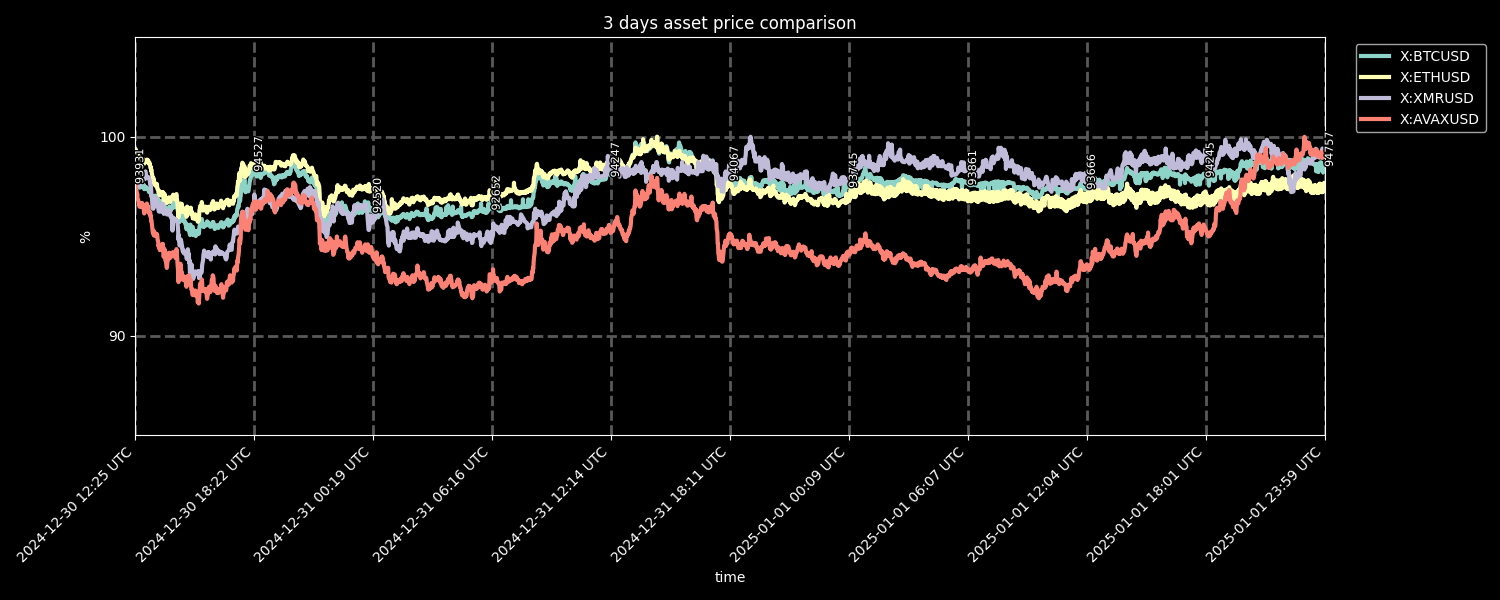 3 days asset price comparison
X:BTCUSD
X:ETHUSD
X:XMRUSD
X:AVAXUSD
100
90
%
93931
94527
92652
94067
93861
93666
94245
94757
2024-12-30 12:25 UTC
2024-12-30 18:22 UTC
2024-12-31 00:19 UTC
2024-12-31 06:16 UTC
2024-12-31 12:14 UTC
2024-12-31 18:11 UTC
2025-01-01 00:09 UTC
2025-01-01 06:07 UTC
2025-01-01 12:04 UTC
2025-01-01 18:01 UTC
2025-01-01 23:59 UTC
time